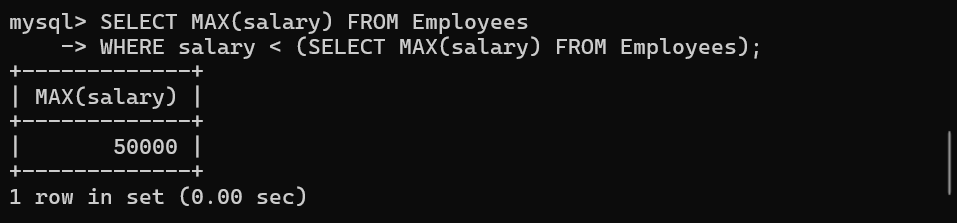 mysql> SELECT MAX(salary) FROM Employees
    -> WHERE salary < (SELECT MAX(salary) FROM Employees);
+-------------+
| MAX(salary) |
+-------------+
|       50000 |
+-------------+
1 row in set (0.00 sec)